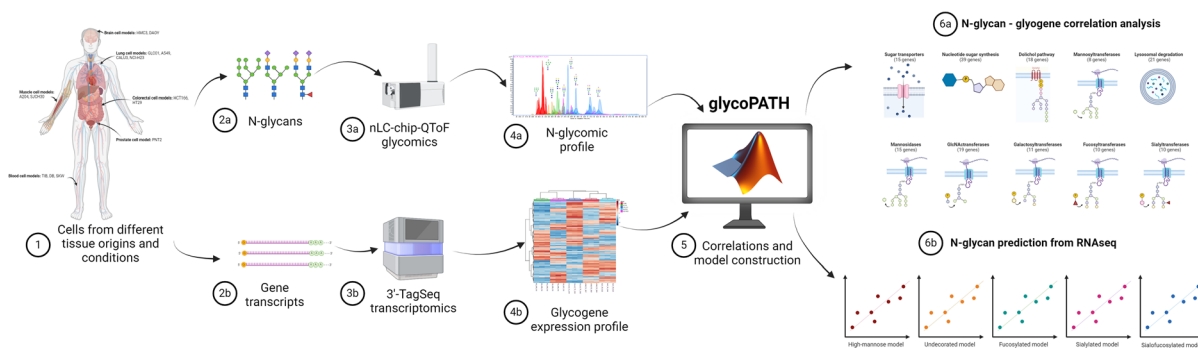 Brain cell models: HMC3, DAOY
Lung cell models: GLC01, A549,
CALU3, NCI-H23
Muscle cell models:
A204, SJCRH30
Colorectal cell models: HCT116,
HT29
Prostate cell model: PNT2
Blood cell models: TIB, DB, SKW
1
Cells from different
tissue origins and
conditions
2a
N-glycans
3a
nLC-chip-QToF
glycomics
4a
N-glycomic
profile
2b
Gene
transcripts
3b
3'-TagSeq
transcriptomics
4b
Glycogene
expression profile
glycoPATH
5
Correlations and
model construction
6a
N-glycan - glyogene correlation analysis
Sugar transporters
(15 genes)
Nucleotide sugar synthesis
(39 genes)
Dolichol pathway
(18 genes)
Mannosyltransferases
(8 genes)
Lysosomal degradation
(21 genes)
Mannosidases
(15 genes)
GlcNActransferases
(19 genes)
Galactosyltransferases
(11 genes)
Fucosyltransferases
(10 genes)
Sialyltransferases
(10 genes)
6b
N-glycan prediction from RNAseq
High-mannose model
Undecorated model
Fucosylated model
Sialylated model
Sialofucosylated model